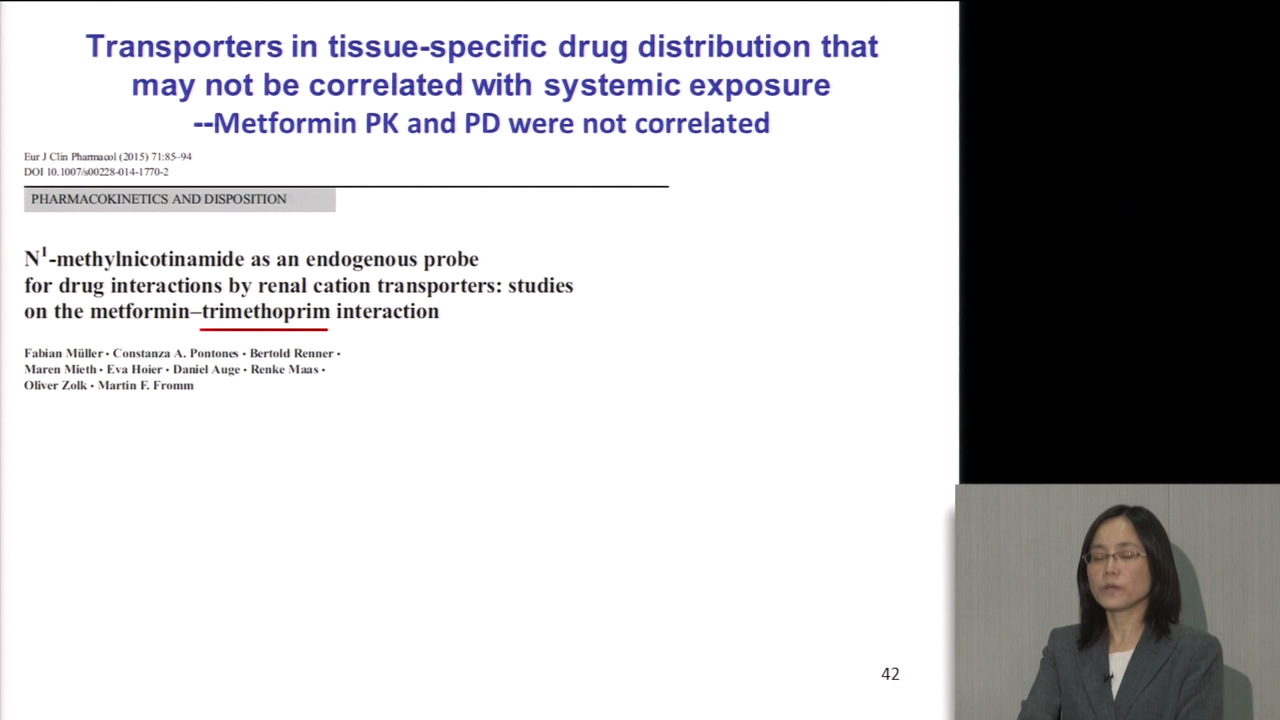 Transporters in tissue-specific drug distribution that
may not be correlated with systemic exposure
--Metformin PK and PD were not correlated
Eur J Clin Pharmacol (2015) 71:85–94
DOI 10.1007/s00228-014-1770-2
PHARMACOKINETICS AND DISPOSITION
N¹-methylnicotinamide as an endogenous probe
for drug interactions by renal cation transporters: studies
on the metformin–trimethoprim interaction
Fabian Müller • Constanza A. Pontones • Bertold Renner •
Maren Mieth • Eva Hoier • Daniel Auge • Renke Maas •
Oliver Zolk • Martin F. Fromm
42